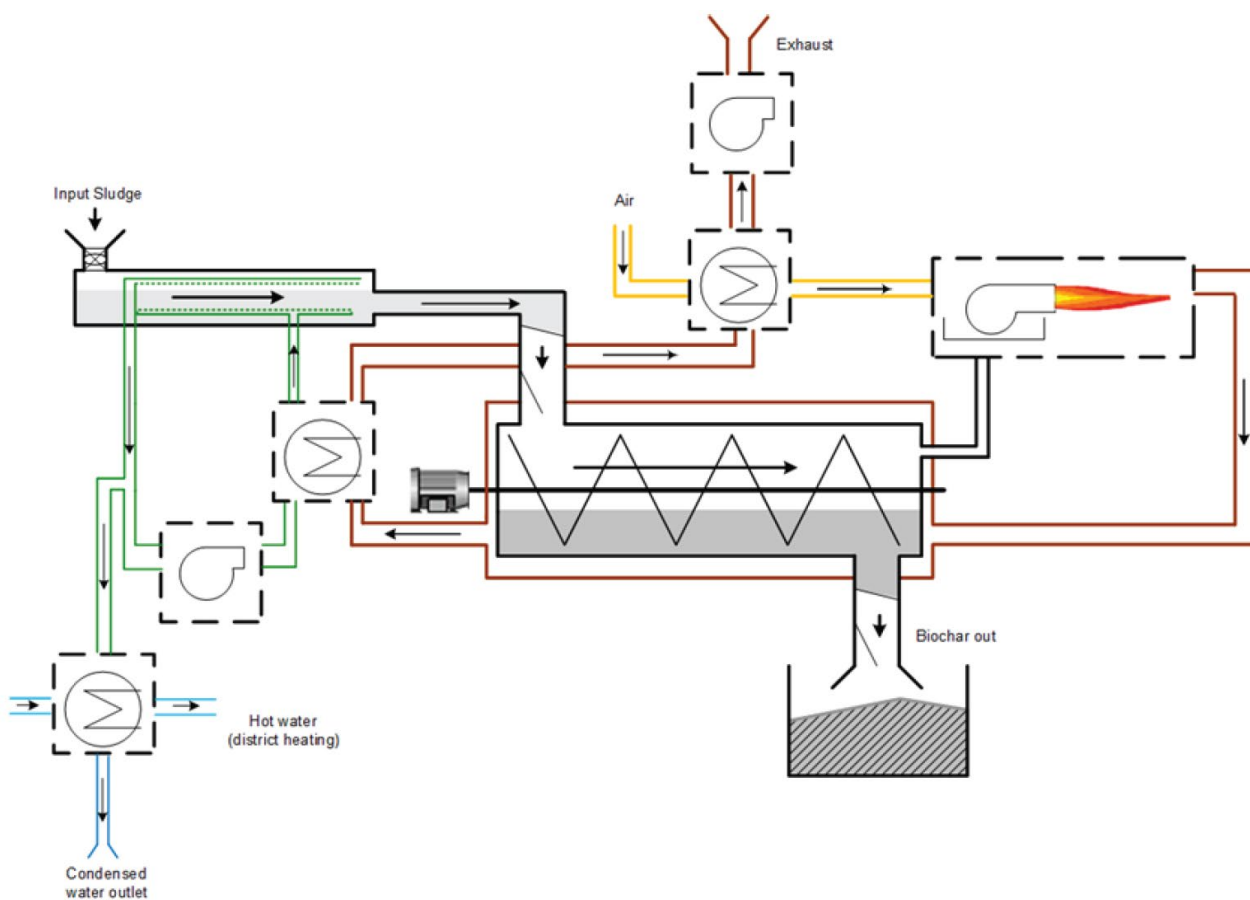 Exhaust
Input Sludge
Air
Biochar out
Hot water
(district heating)
Condensed
water outlet